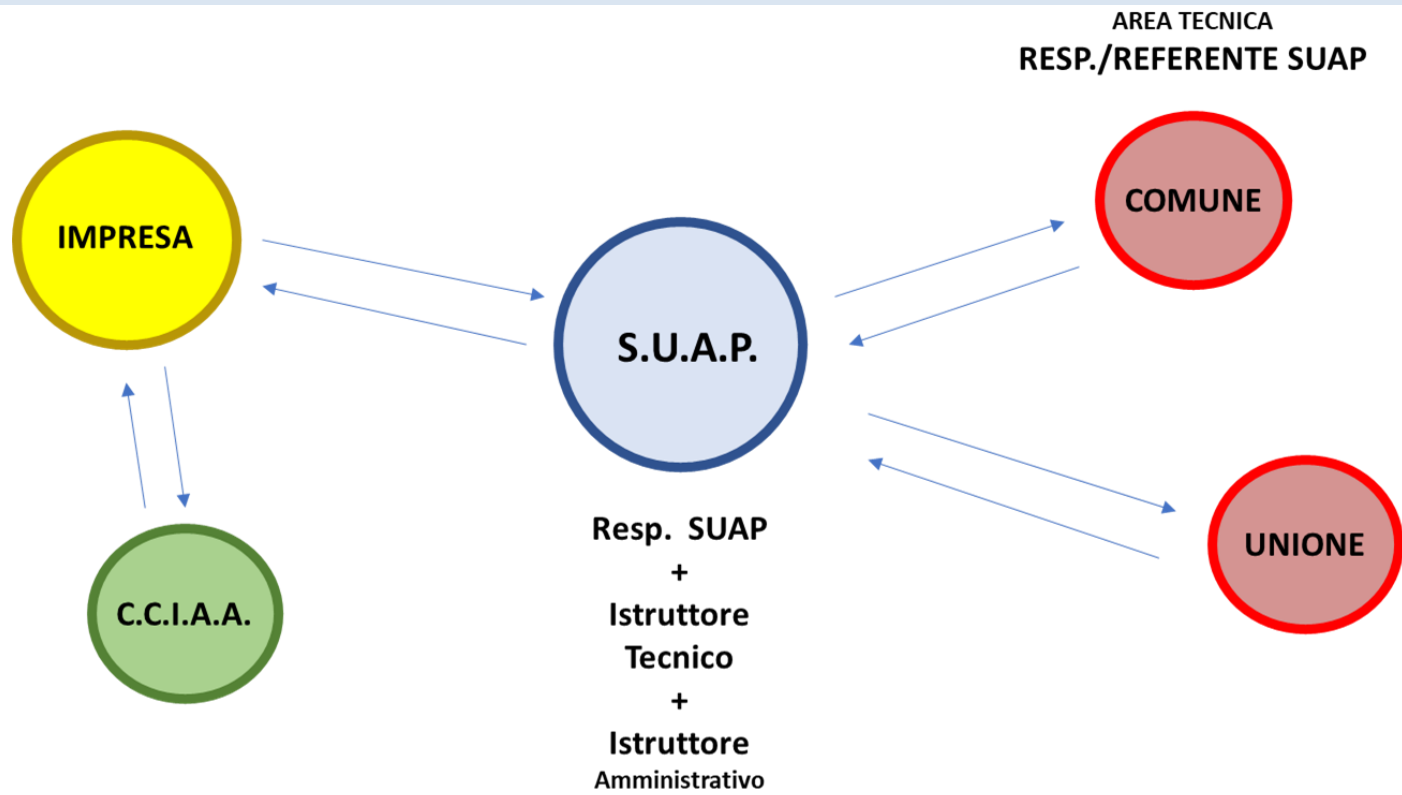 AREA TECNICA
RESP./REFERENTE SUAP
IMPRESA
COMUNE
S.U.A.P.
UNIONE
C.C.I.A.A.
Resp. SUAP
+
Istruttore
Tecnico
+
Istruttore
Amministrativo